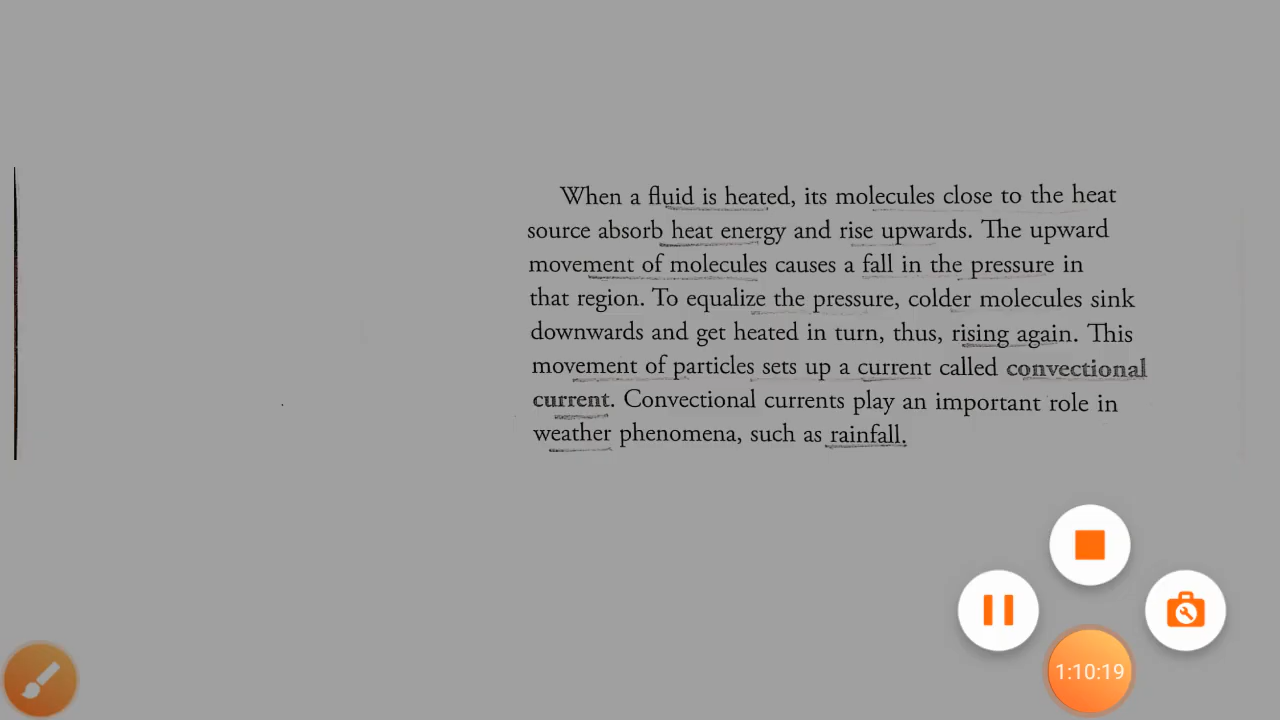 When a fluid is heated, its molecules close to the heat
source absorb heat energy and rise upwards. The upward
movement of molecules causes a fall in the pressure in
that region. To equalize the pressure, colder molecules sink
downwards and get heated in turn, thus, rising again. This
movement of particles sets up a current called convectional
current. Convectional currents play an important role in
weather phenomena, such as rainfall.
1:10:19